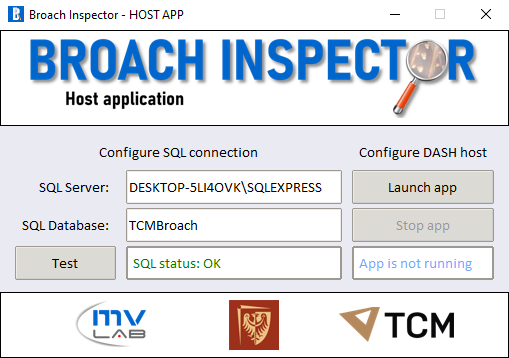 Broach Inspector - HOST APP
BROACH INSPECTOR
Host application
Configure SQL connection
Configure DASH host
SQL Server:
DESKTOP-5LI4OVK\SQLEXPRESS
Launch app
SQL Database:
TCMBroach
Stop app
Test
SQL status: OK
App is not running
MV
LAB
TCM